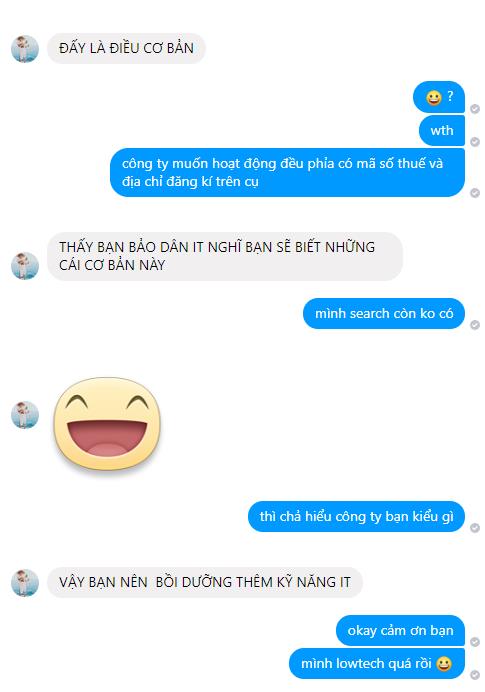 ĐẤY LÀ ĐIỀU CƠ BẢN
?
wth
công ty muốn hoạt động đều phỉa có mã số thuế và
địa chỉ đăng kí trên cụ
THẤY BẠN BẢO DÂN IT NGHĨ BẠN SẼ BIẾT NHỮNG
CÁI CƠ BẢN NÀY
mình search còn ko có
thì chả hiểu công ty bạn kiểu gì
VẬY BẠN NÊN BỒI DƯỠNG THÊM KỸ NĂNG IT
okay cảm ơn bạn
mình lowtech quá rồi